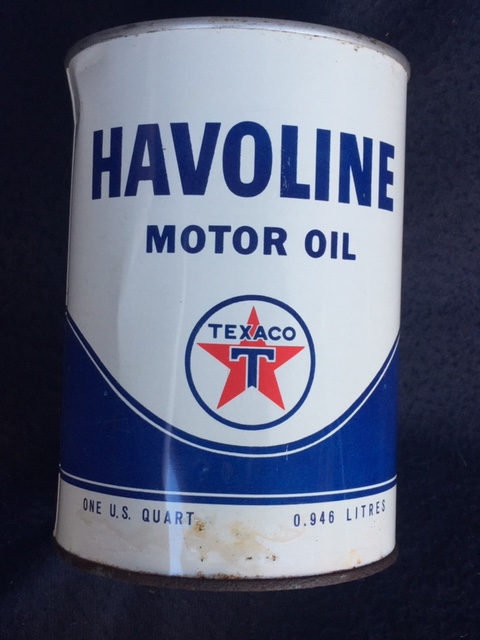 HAVOLINE
MOTOR OIL
TEXACO
T
ONE U.S. QUART 0.946 LITRES